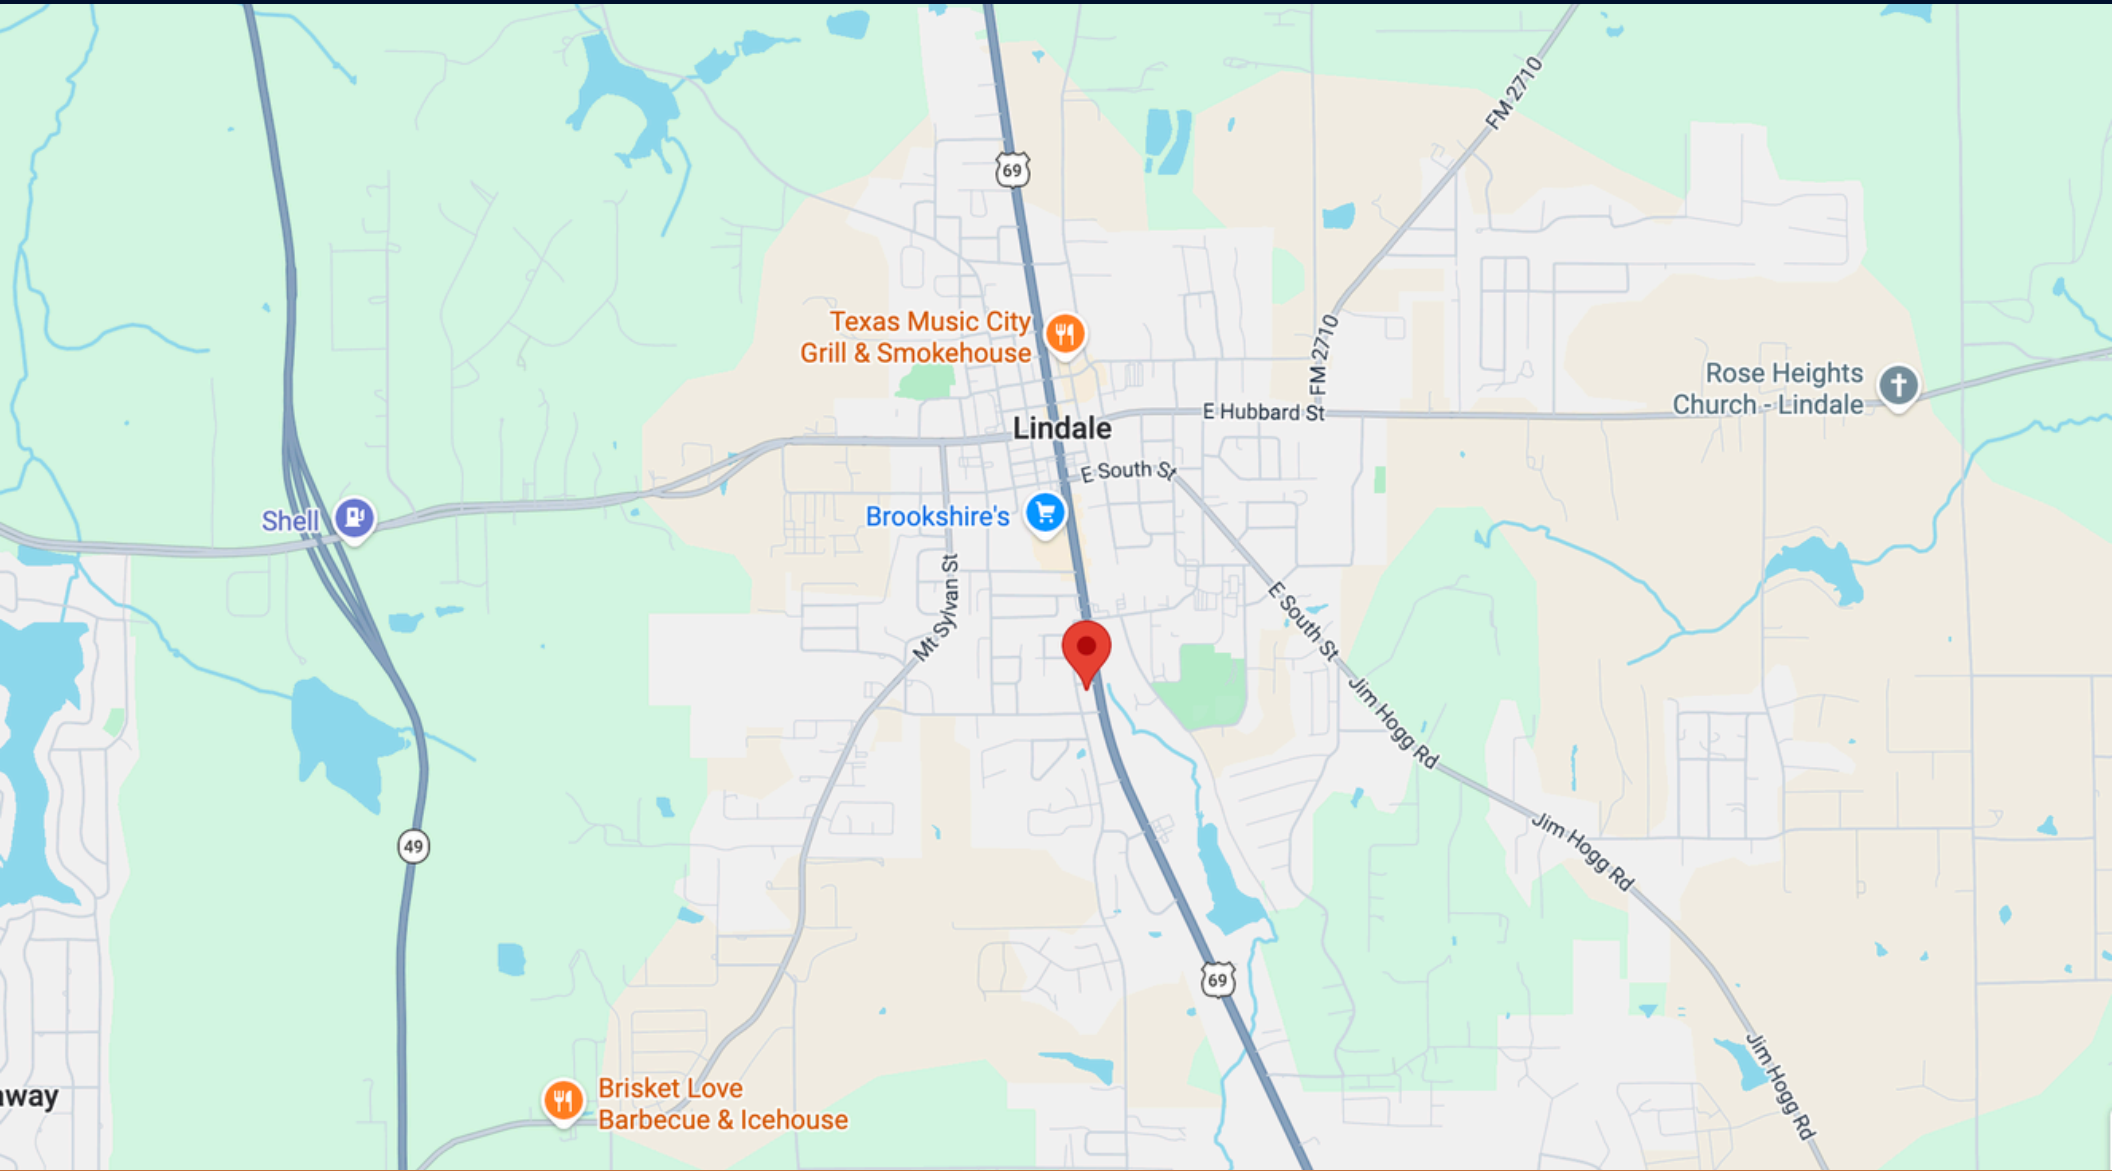 FM 2710
69
Texas Music City
Grill & Smokehouse
FM 2710
Rose Heights
Church - Lindale
E Hubbard St
Lindale
E South St
Shell
Brookshire's
Mt Sylvan St
E South St
Jim Hogg Rd
49
Jim Hogg Rd
69
Jim Hogg Rd
away
Brisket Love
Barbecue & Icehouse